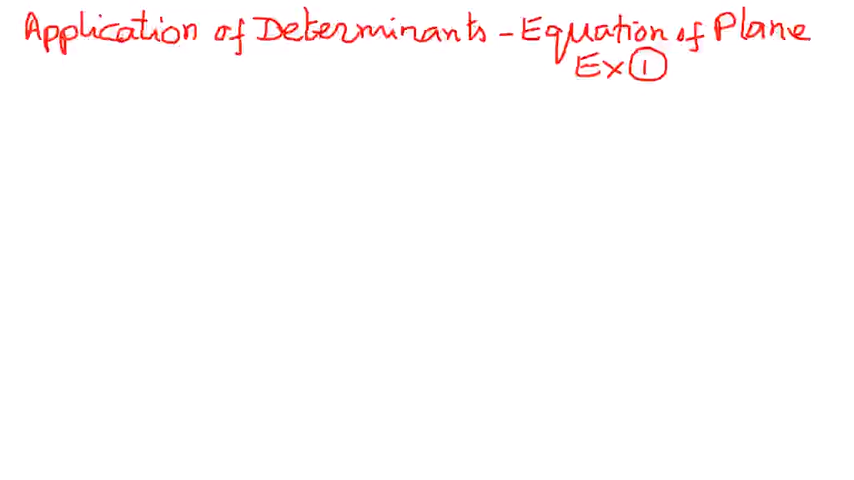 Application of Determinants - Equation of Plane
Ex ①